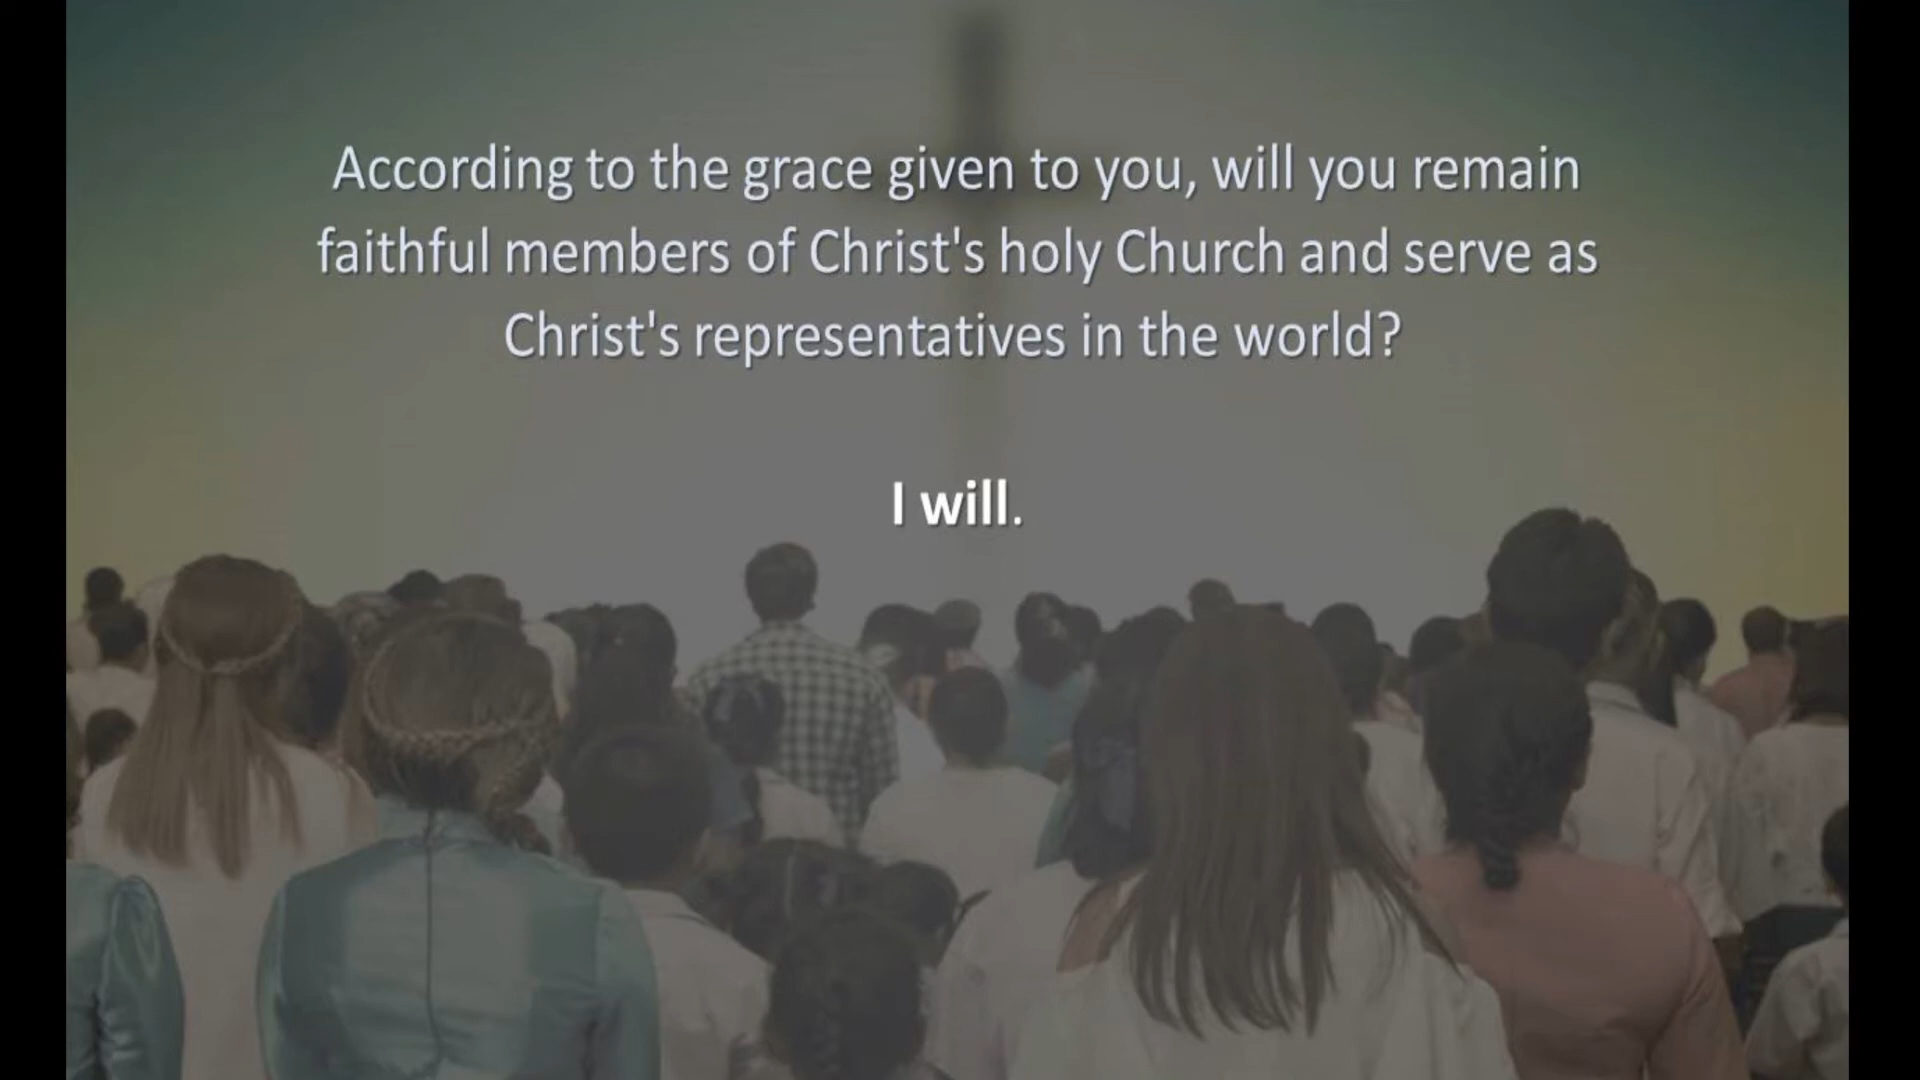 According to the grace given to you, will you remain
faithful members of Christ's holy Church and serve as
Christ's representatives in the world?
I will.